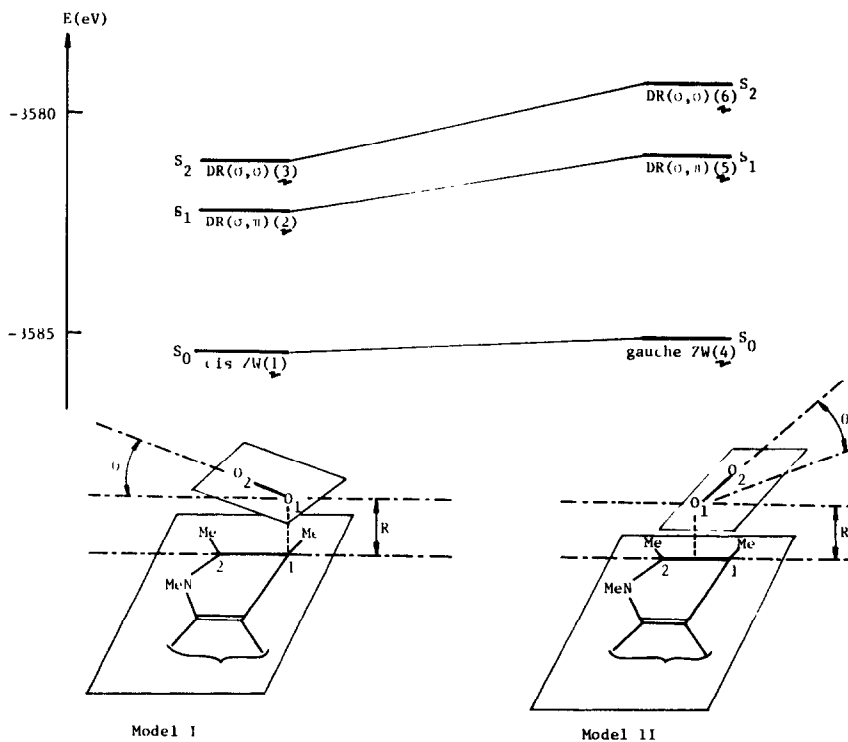 E(eV)
S2
DR(σ,σ)(6)
-3580
S2
DR(σ,σ)(3)
S1
DR(σ,π)(5)
S1
DR(σ,π)(2)
-3585
S0
cis ZW(1)
S0
gauche ZW(4)
θ
O2
O1
R
Me
Me
2
1
MeN
Model I
θ
O2
O1
R
Me
Me
2
1
MeN
Model II